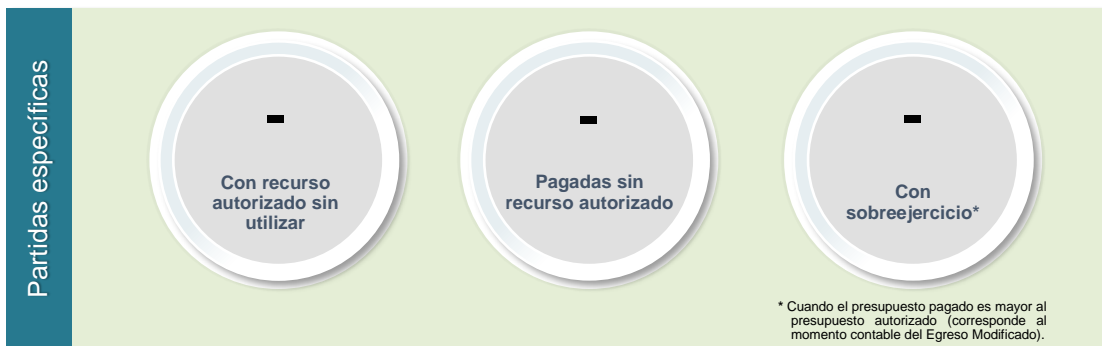 Partidas específicas
-
Con recurso
autorizado sin
utilizar
-
Pagadas sin
recurso autorizado
-
Con
sobreejercicio*
* Cuando el presupuesto pagado es mayor al
presupuesto autorizado (corresponde al
momento contable del Egreso Modificado).